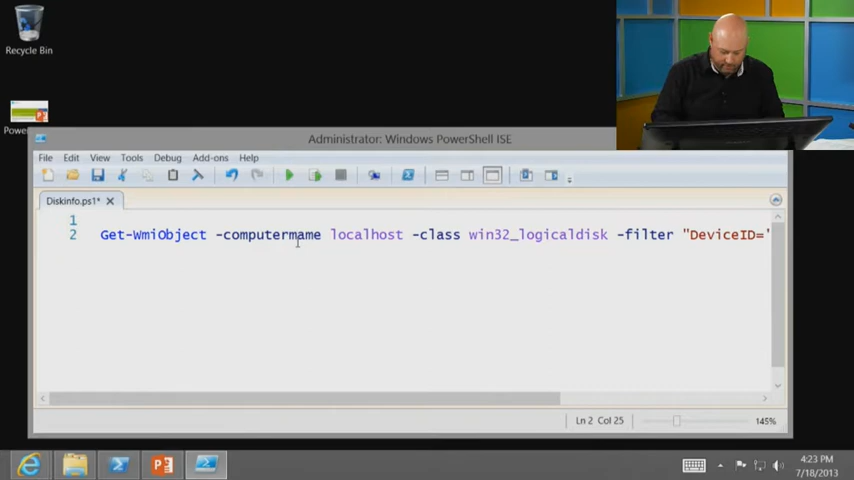 Recycle Bin
Administrator: Windows PowerShell ISE
File Edit View Tools Debug Add-ons Help
Diskinfo.ps1*
1
2 Get-WmiObject -computermame localhost -class win32_logicaldisk -filter "DeviceID='
Ln 2 Col 25 145%
4:23 PM
7/18/2013